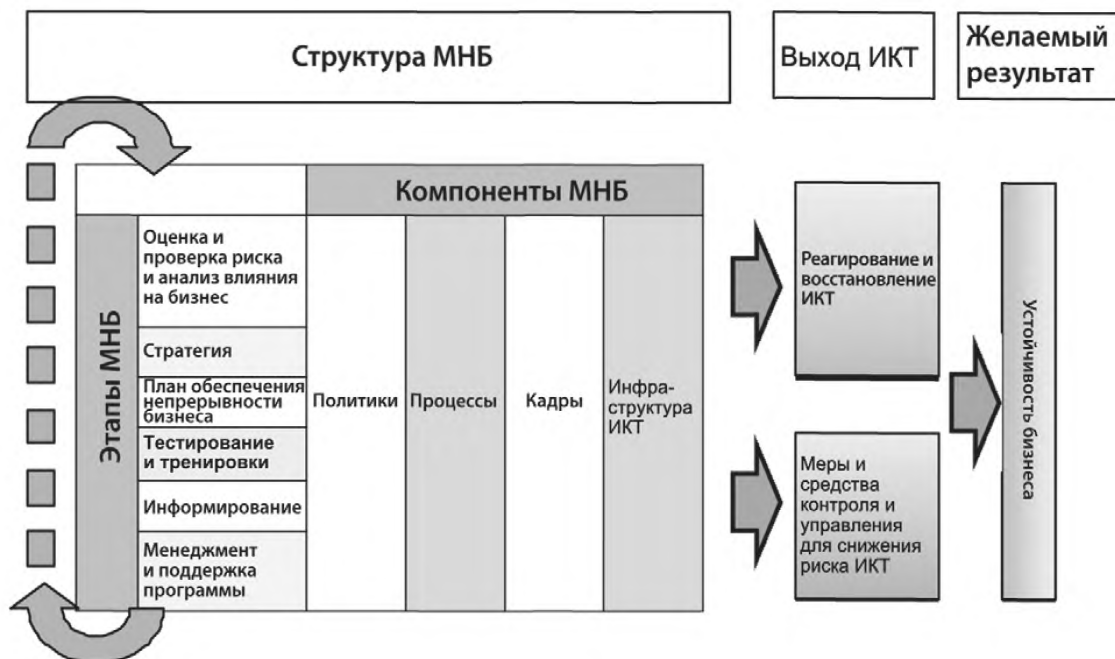 Структура МНБ
Выход ИКТ
Желаемый
результат
Компоненты МНБ
Этапы МНБ
Оценка и
проверка риска
и анализ влияния
на бизнес
Стратегия
План обеспечения
непрерывности
бизнеса
Тестирование
и тренировки
Информирование
Менеджмент
и поддержка
программы
Политики
Процессы
Кадры
Инфра-
структура
ИКТ
Реагирование и
восстановление
ИКТ
Меры и
средства
контроля и
управления
для снижения
риска ИКТ
Устойчивость бизнеса